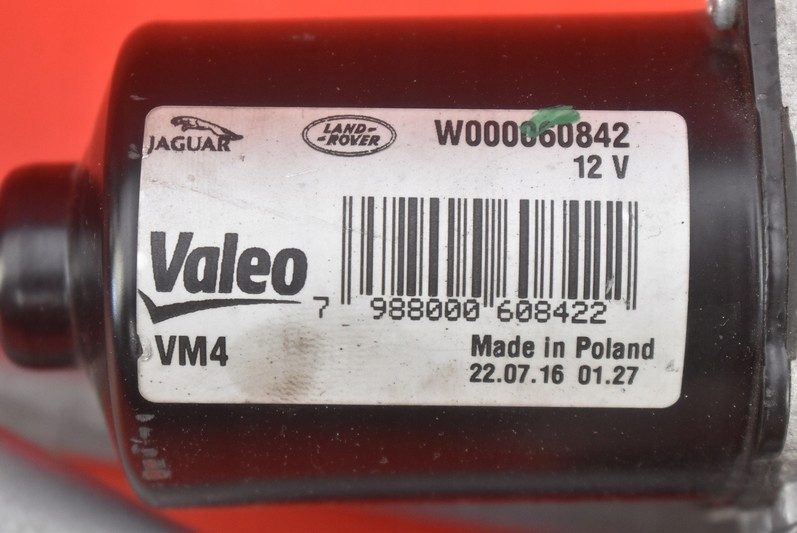 JAGUAR
LAND-
-ROVER
W000060842
12 V
Valeo
7 988000 608422
VM4
Made in Poland
22.07.16 01.27